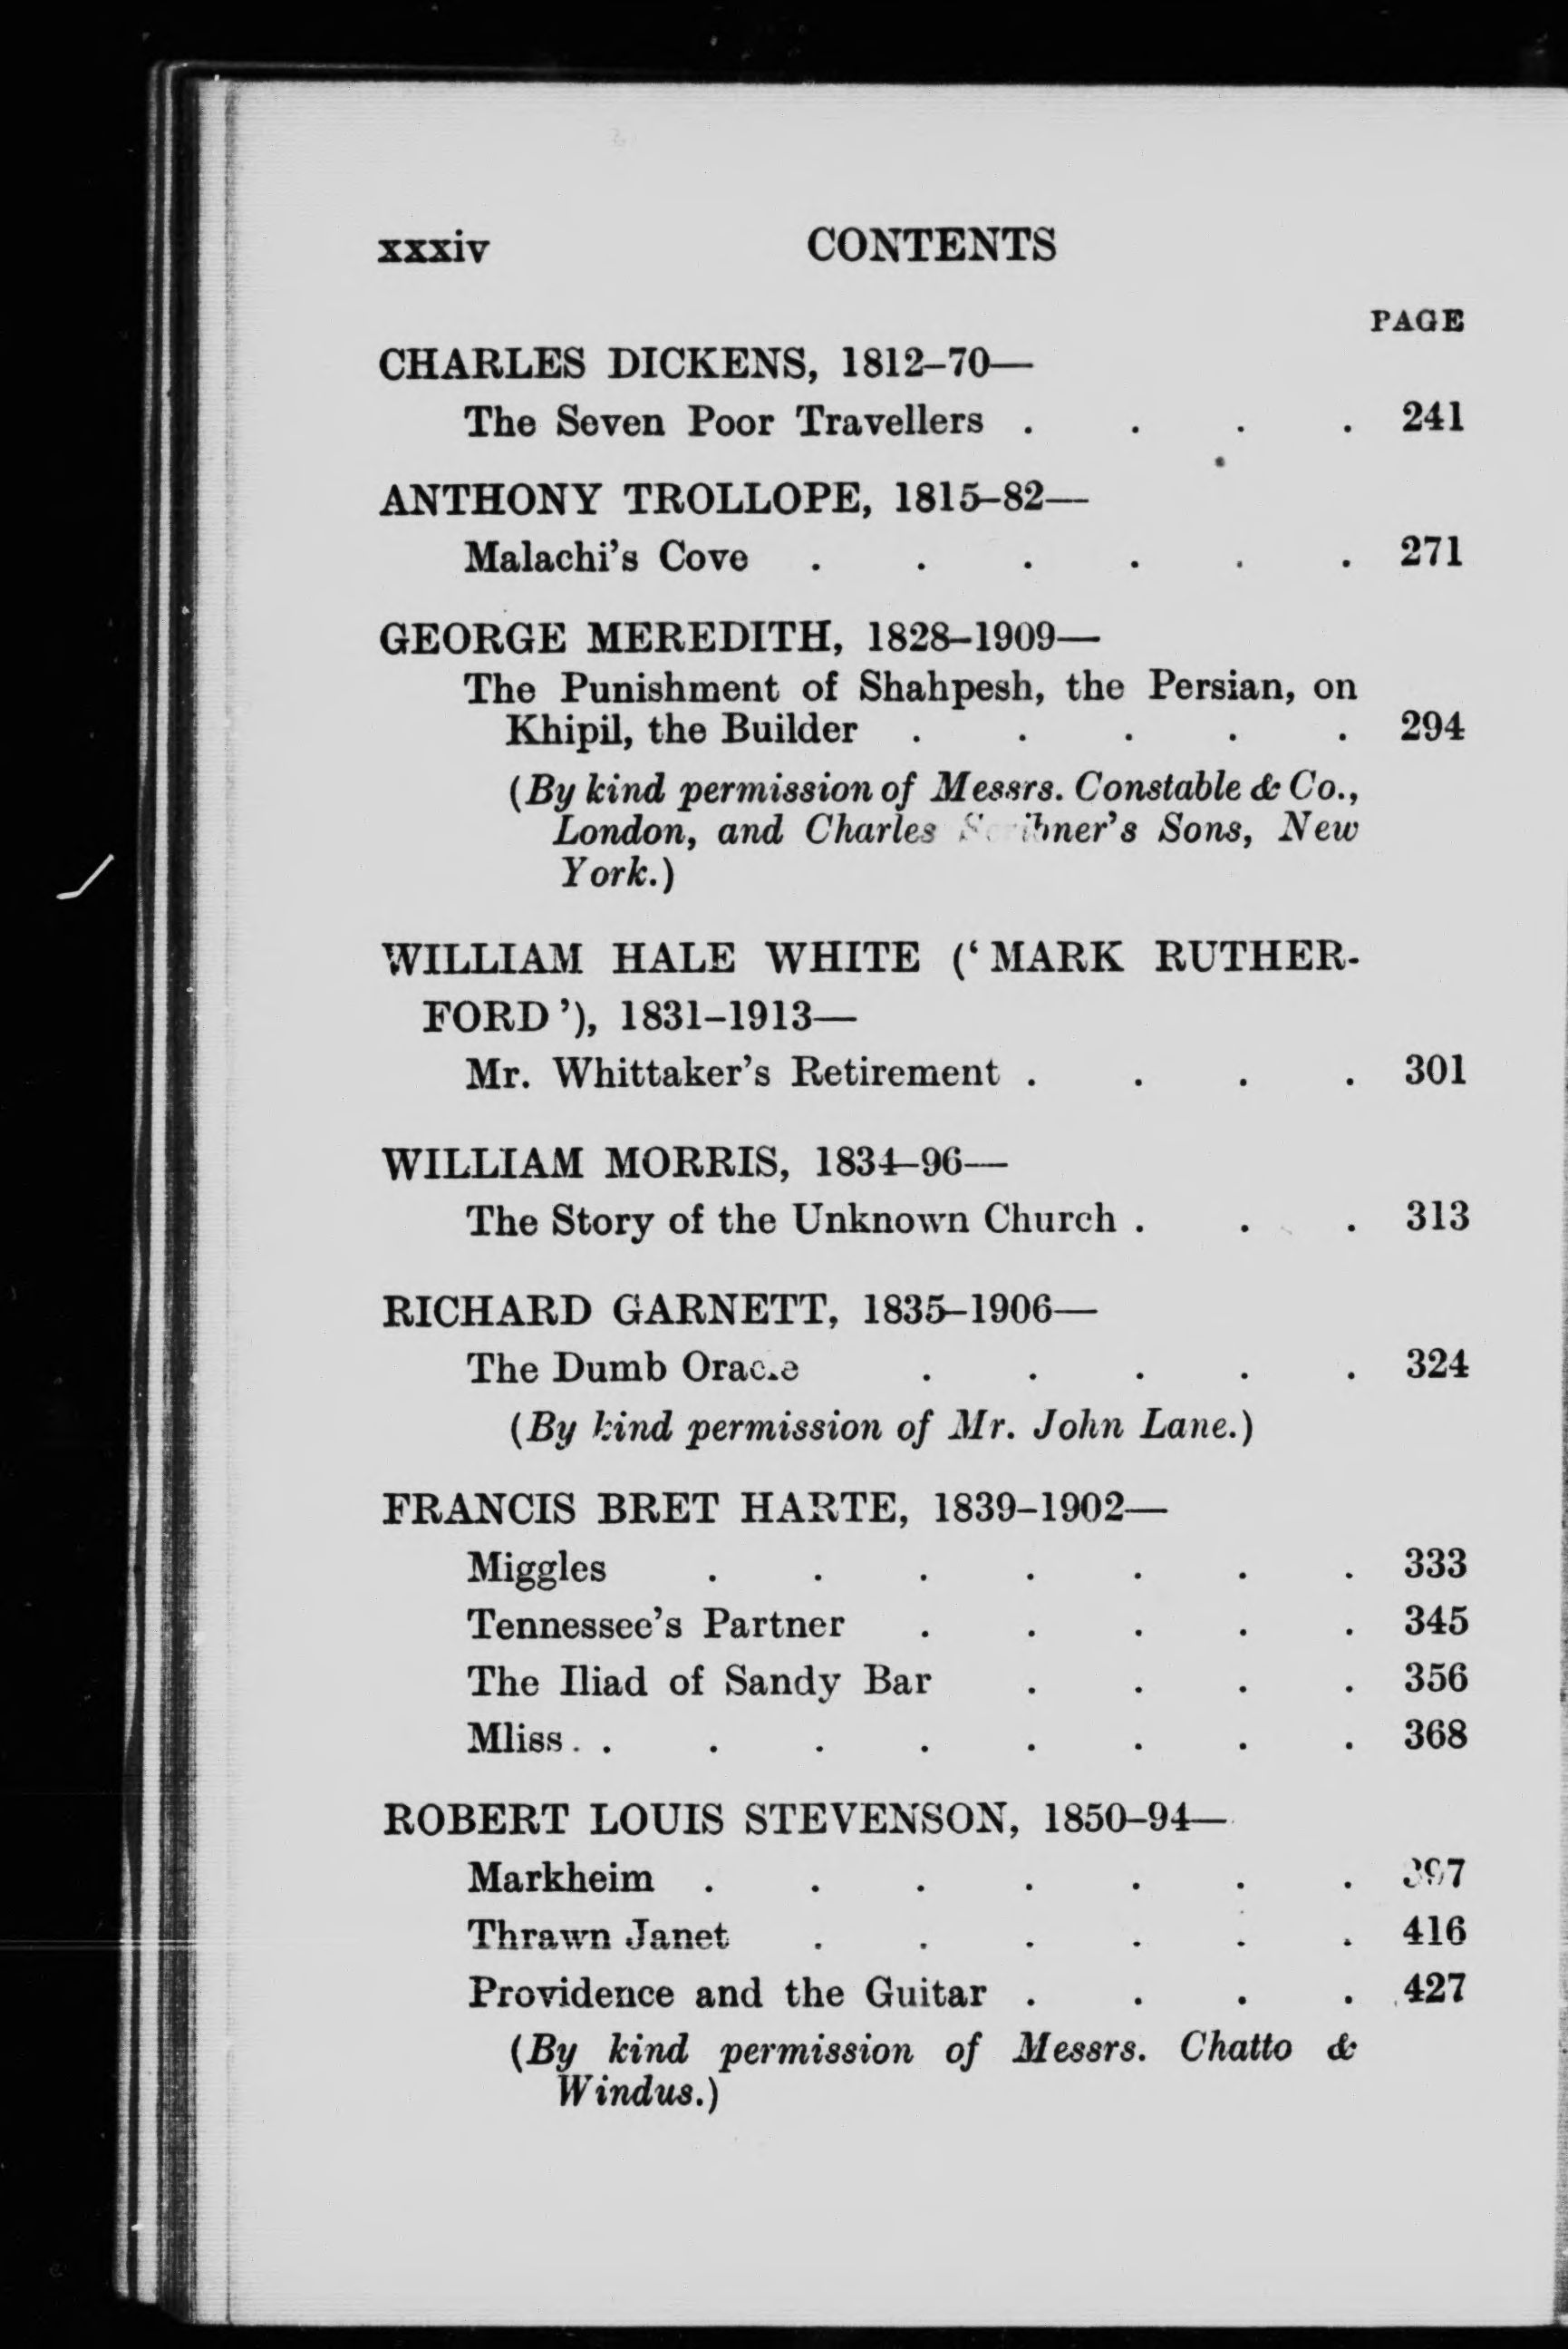 xxxiv CONTENTS
PAGE
CHARLES DICKENS, 1812–70—
The Seven Poor Travellers . . . . 241
ANTHONY TROLLOPE, 1815–82—
Malachi's Cove . . . . . . 271
GEORGE MEREDITH, 1828–1909—
The Punishment of Shahpesh, the Persian, on
Khipil, the Builder . . . . . 294
(By kind permission of Messrs. Constable & Co.,
London, and Charles Scribner's Sons, New
York.)
WILLIAM HALE WHITE (‘MARK RUTHER-
FORD’), 1831–1913—
Mr. Whittaker's Retirement . . . . 301
WILLIAM MORRIS, 1834–96—
The Story of the Unknown Church . . . 313
RICHARD GARNETT, 1835–1906—
The Dumb Oracle . . . . . 324
(By kind permission of Mr. John Lane.)
FRANCIS BRET HARTE, 1839–1902—
Miggles . . . . . . . 333
Tennessee's Partner . . . . . 345
The Iliad of Sandy Bar . . . . 356
Mliss . . . . . . . . 368
ROBERT LOUIS STEVENSON, 1850–94—
Markheim . . . . . . . 397
Thrawn Janet . . . . . . 416
Providence and the Guitar . . . . 427
(By kind permission of Messrs. Chatto &
Windus.)